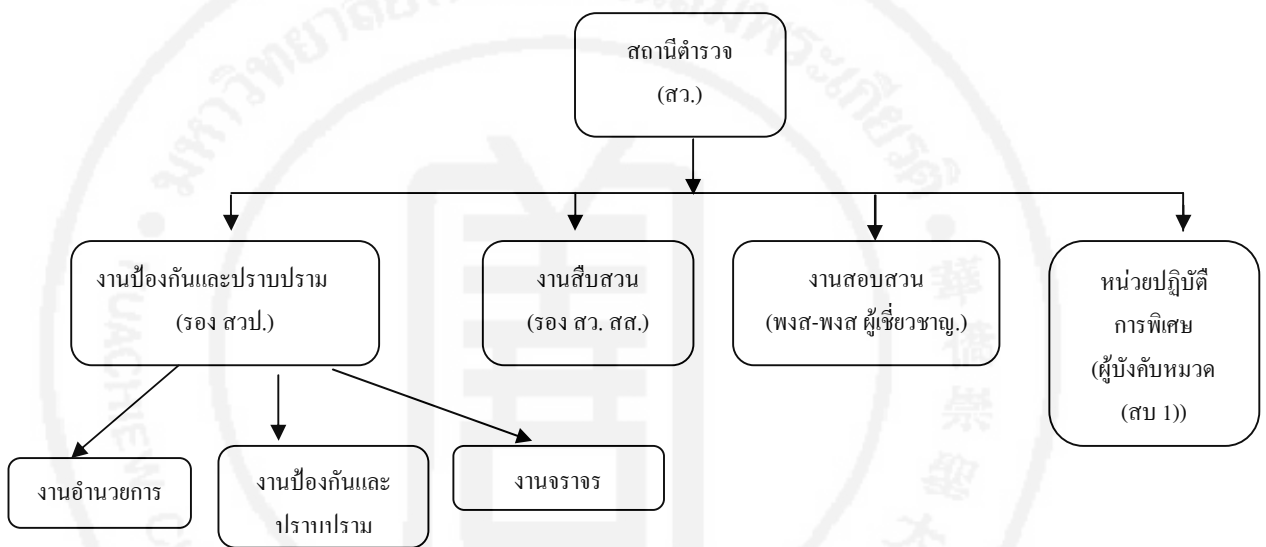 สถานีตำรวจ
(สว.)
งานป้องกันและปราบปราม
(รอง สวป.)
งานสืบสวน
(รอง สว. สส.)
งานสอบสวน
(พงส-พงส ผู้เชี่ยวชาญ.)
หน่วยปฏิบัติ
การพิเศษ
(ผู้บังคับหมวด
(สบ 1))
งานอำนวยการ
งานป้องกันและ
ปราบปราม
งานจราจร